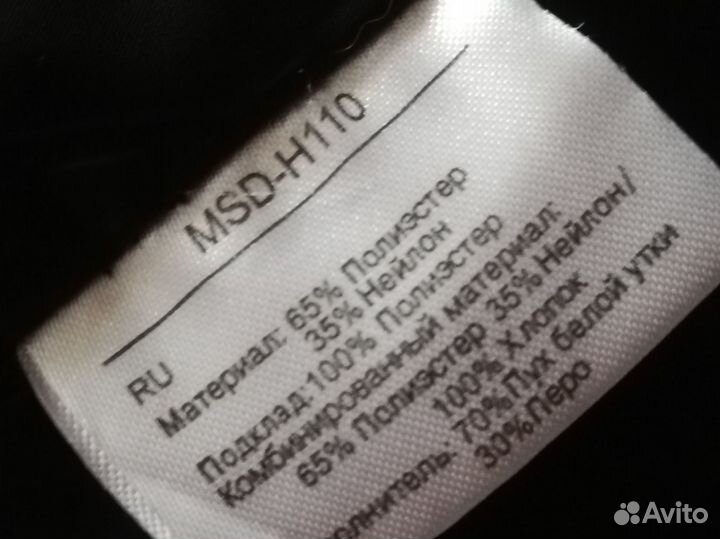 MSD-H110
RU
Материал: 65% Полиэстер
35% Нейлон
Подклад:100% Полиэстер
Комбинированный материал:
65% Полиэстер 35% Нейлон/
100% Хлопок
олнитель: 70%Пух белой утки
30%Перо
Avito